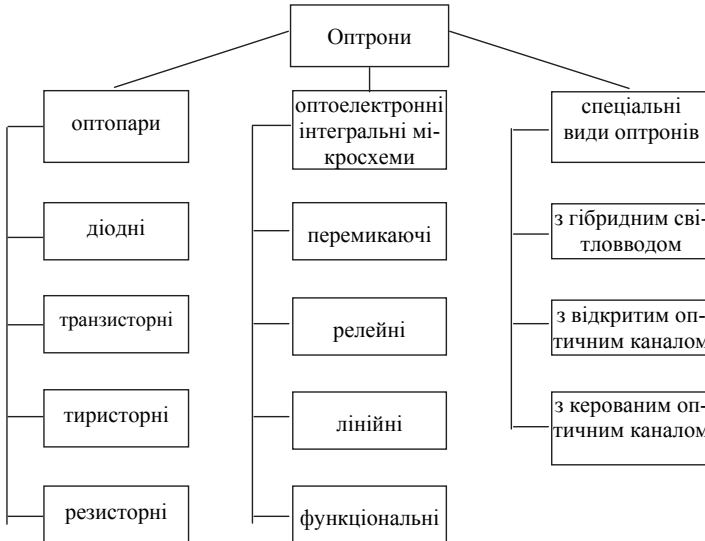 Оптрони
оптопари
діодні
транзисторні
тиристорні
резисторні
оптоелектронні
інтегральні мі-
кросхеми
перемикаючі
релейні
лінійні
функціональні
спеціальні
види оптронів
з гібридним сві-
тловводом
з відкритим оп-
тичним каналом
з керованим оп-
тичним каналом